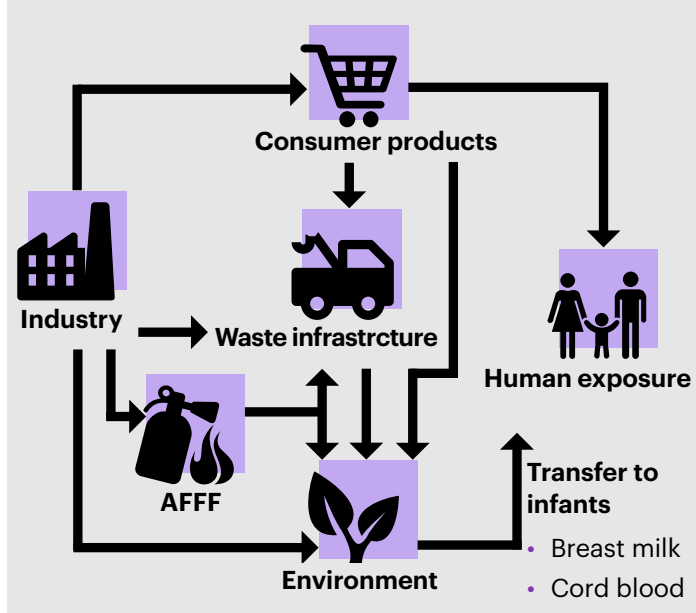 Consumer products
Industry
Waste infrastrcture
Human exposure
AFFF
Transfer to
infants
• Breast milk
• Cord blood
Environment